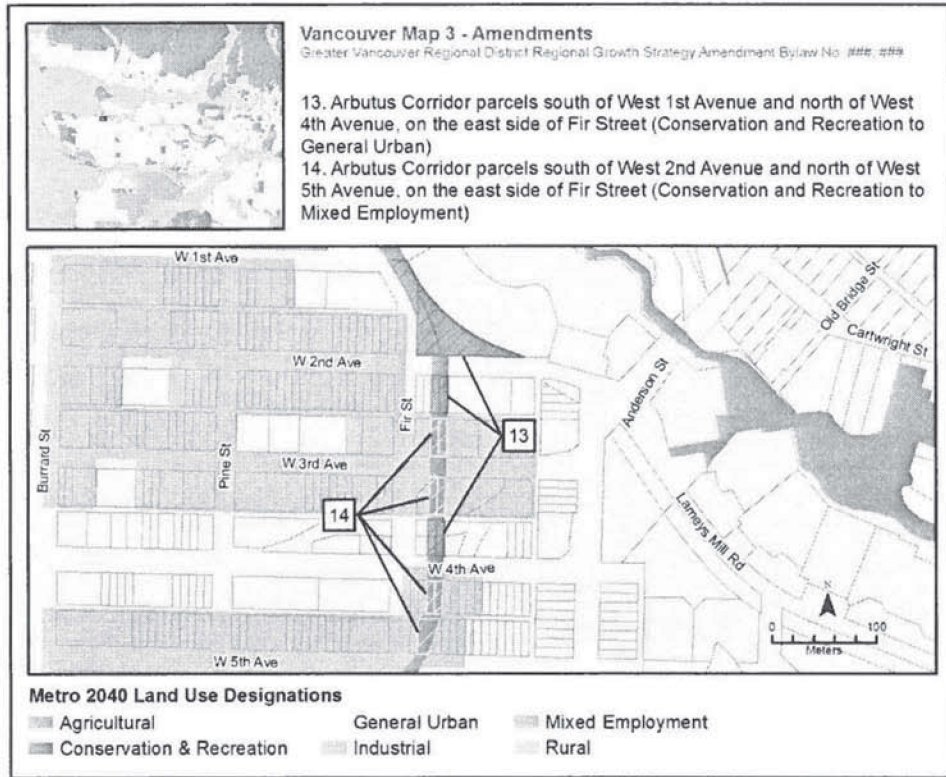 Vancouver Map 3 - Amendments
Greater Vancouver Regional District Regional Growth Strategy Amendment Bylaw No. ###, ###
13. Arbutus Corridor parcels south of West 1st Avenue and north of West
4th Avenue, on the east side of Fir Street (Conservation and Recreation to
General Urban)
14. Arbutus Corridor parcels south of West 2nd Avenue and north of West
5th Avenue, on the east side of Fir Street (Conservation and Recreation to
Mixed Employment)
W 1st Ave
Old Bridge St
Cartwright St
W 2nd Ave
Anderson St
Fir St
13
Burrard St
Pine St
W 3rd Ave
14
Lameys Mill Rd
W 4th Ave
N
0 100
Meters
W 5th Ave
Metro 2040 Land Use Designations
Agricultural General Urban Mixed Employment
Conservation & Recreation Industrial Rural